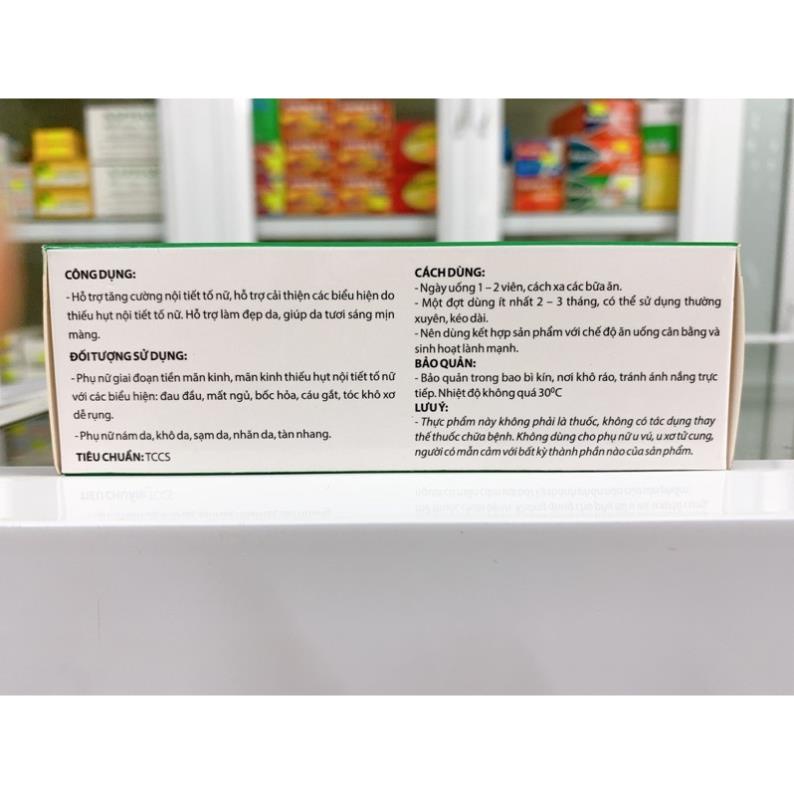 CÔNG DỤNG:
- Hỗ trợ tăng cường nội tiết tố nữ, hỗ trợ cải thiện các biểu hiện do
thiếu hụt nội tiết tố nữ. Hỗ trợ làm đẹp da, giúp da tươi sáng mịn
màng.
ĐỐI TƯỢNG SỬ DỤNG:
- Phụ nữ giai đoạn tiền mãn kinh, mãn kinh thiếu hụt nội tiết tố nữ
với các biểu hiện: đau đầu, mất ngủ, bốc hỏa, cáu gắt, tóc khô xơ
dễ rụng.
- Phụ nữ nám da, khô da, sạm da, nhăn da, tàn nhang.
TIÊU CHUẨN: TCCS
CÁCH DÙNG:
- Ngày uống 1 – 2 viên, cách xa các bữa ăn.
- Một đợt dùng ít nhất 2 – 3 tháng, có thể sử dụng thường
xuyên, kéo dài.
- Nên dùng kết hợp sản phẩm với chế độ ăn uống cân bằng và
sinh hoạt lành mạnh.
BẢO QUẢN:
- Bảo quản trong bao bì kín, nơi khô ráo, tránh ánh nắng trực
tiếp. Nhiệt độ không quá 30⁰C
LƯU Ý:
- Thực phẩm này không phải là thuốc, không có tác dụng thay
thế thuốc chữa bệnh. Không dùng cho phụ nữ u vú, u xơ tử cung,
người có mẫn cảm với bất kỳ thành phần nào của sản phẩm.